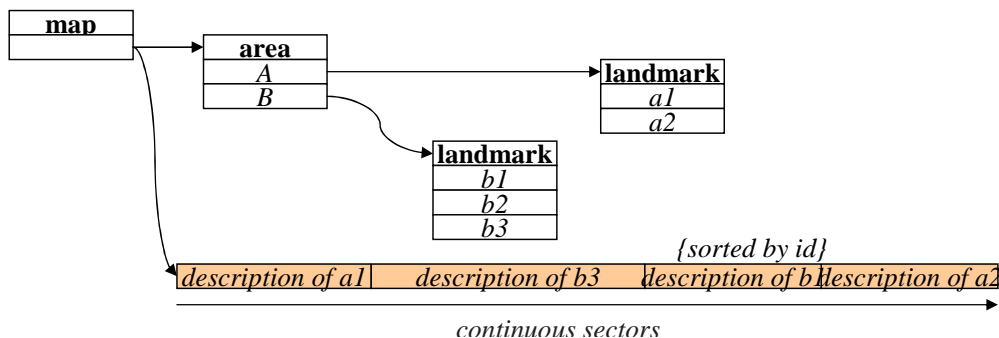 map
area
A
B
landmark
a1
a2
landmark
b1
b2
b3
{sorted by id}
description of a1 description of b3 description of b1 description of a2
continuous sectors